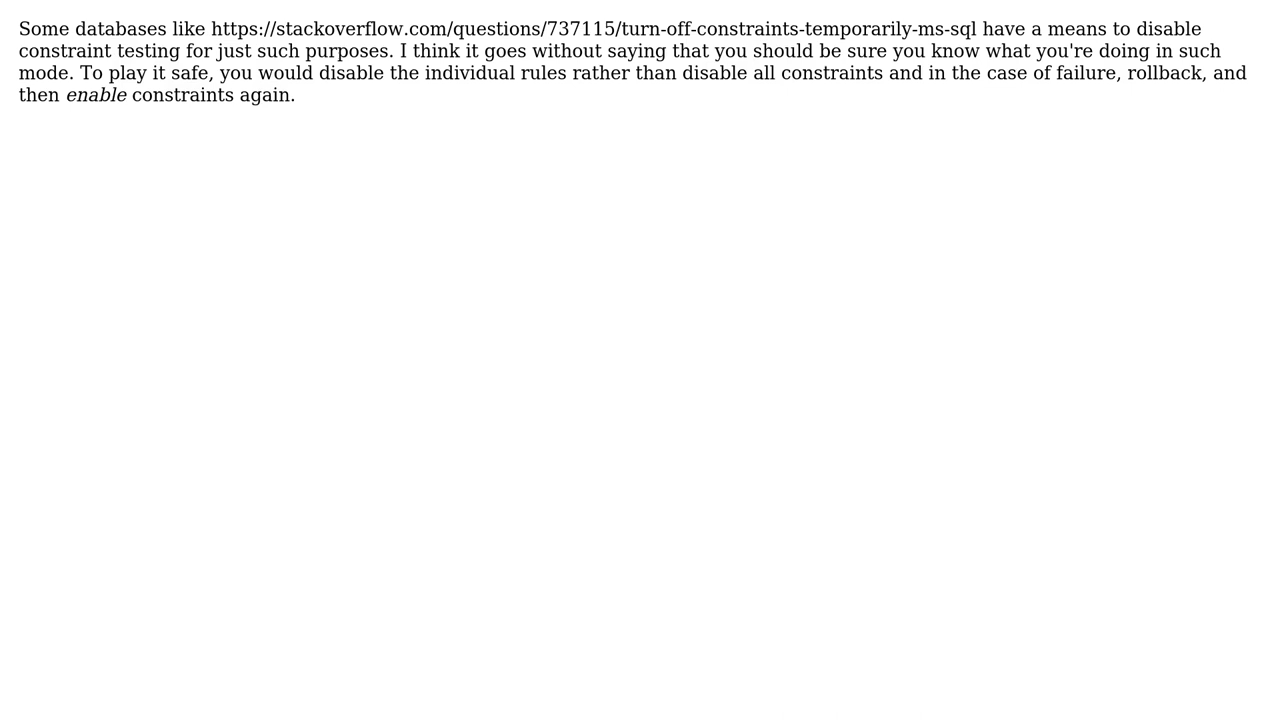 Some databases like https://stackoverflow.com/questions/737115/turn-off-constraints-temporarily-ms-sql have a means to disable
constraint testing for just such purposes. I think it goes without saying that you should be sure you know what you're doing in such
mode. To play it safe, you would disable the individual rules rather than disable all constraints and in the case of failure, rollback, and
then enable constraints again.